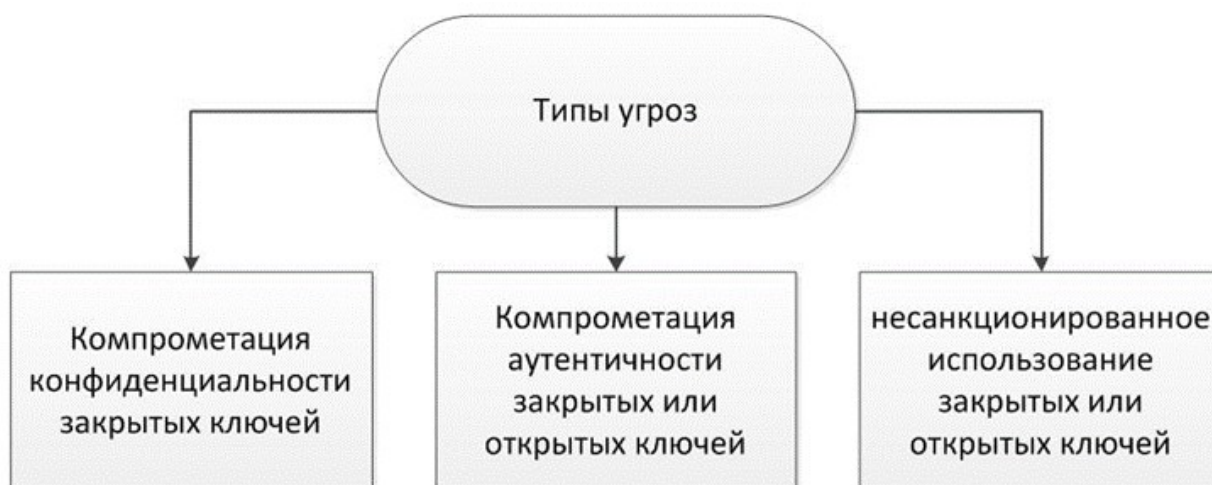 Типы угроз
Компрометация
конфиденциальности
закрытых ключей
Компрометация
аутентичности
закрытых или
открытых ключей
несанкционированное
использование
закрытых или
открытых ключей